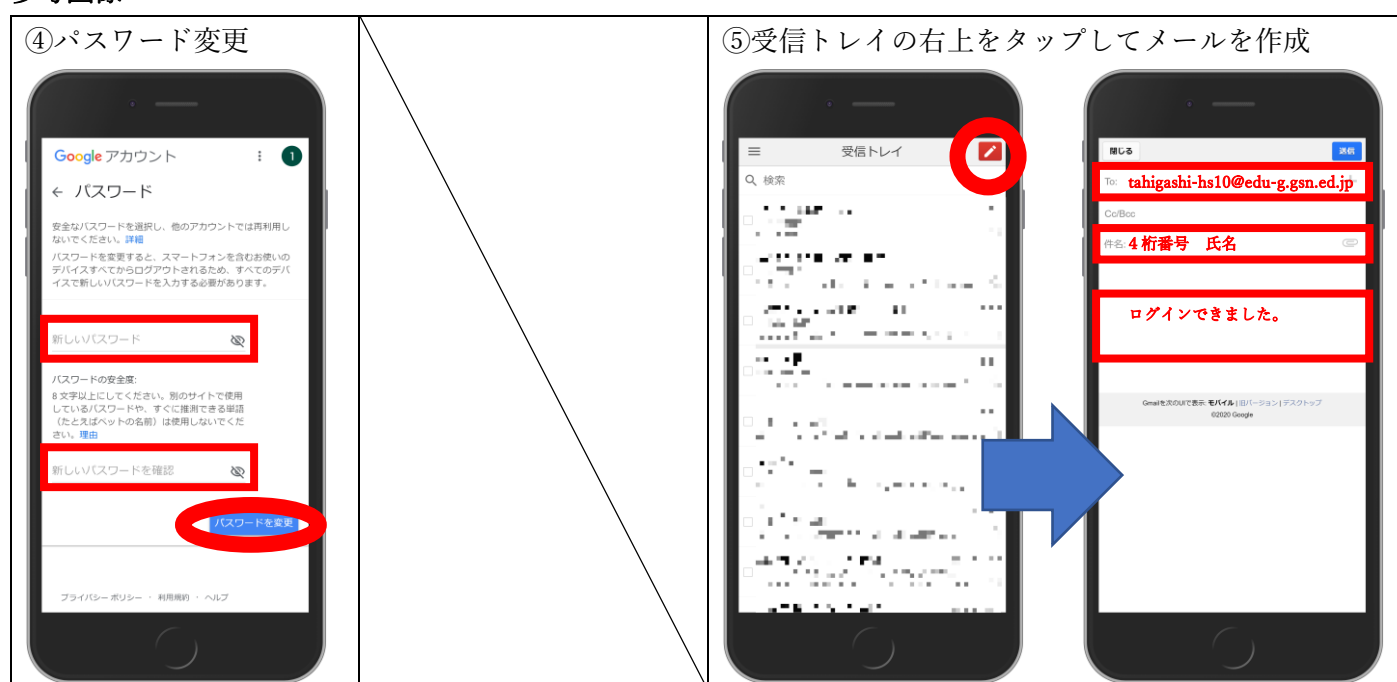 ④パスワード変更
Google アカウント
1
← パスワード
安全なパスワードを選択し、他のアカウントでは再利用し
ないでください。詳細
パスワードを変更すると、スマートフォンを含むお使いの
デバイスすべてからログアウトされるため、すべてのデバ
イスで新しいパスワードを入力する必要があります。
新しいパスワード
パスワードの安全度:
8 文字以上にしてください。別のサイトで使用
しているパスワードや、すぐに推測できる単語
（たとえばペットの名前）は使用しないでくだ
さい。理由
新しいパスワードを確認
パスワードを変更
プライバシー ポリシー · 利用規約 · ヘルプ
⑤受信トレイの右上をタップしてメールを作成
受信トレイ
検索
閉じる
送信
To: tahigashi-hs10@edu-g.gsn.ed.jp
Cc/Bcc
件名: 4 桁番号 氏名
ログインできました。
Gmailを次のUIで表示: モバイル | 旧バージョン | デスクトップ
©2020 Google